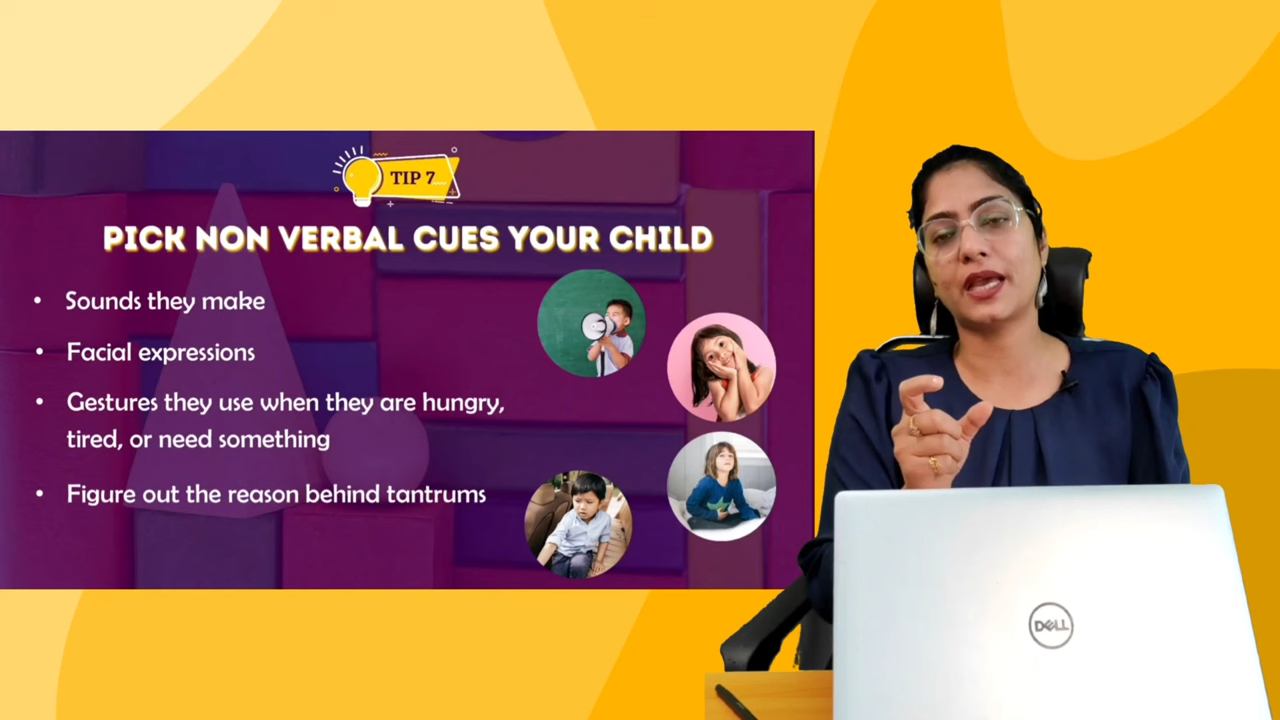 TIP 7
PICK NON VERBAL CUES YOUR CHILD
• Sounds they make
• Facial expressions
• Gestures they use when they are hungry,
tired, or need something
• Figure out the reason behind tantrums
DELL